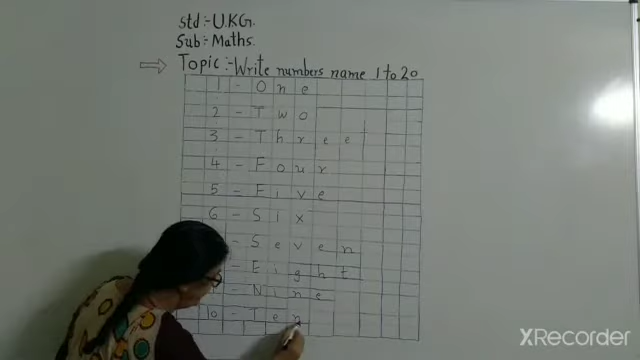 std :- U.K.G.
Sub :- Maths.
Topic :- Write numbers name 1 to 20
1 - One
2 - Two
3 - Three
4 - Four
5 - Five
6 - Six
- Seven
- Eight
- Nine
10 - Ten
XRecorder